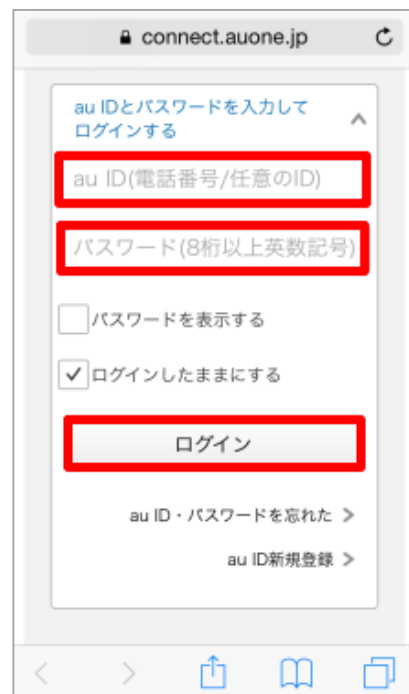 connect.auone.jp
au IDとパスワードを入力して
ログインする
au ID(電話番号/任意のID)
パスワード(8桁以上英数記号)
パスワードを表示する
ログインしたままにする
ログイン
au ID・パスワードを忘れた
au ID新規登録